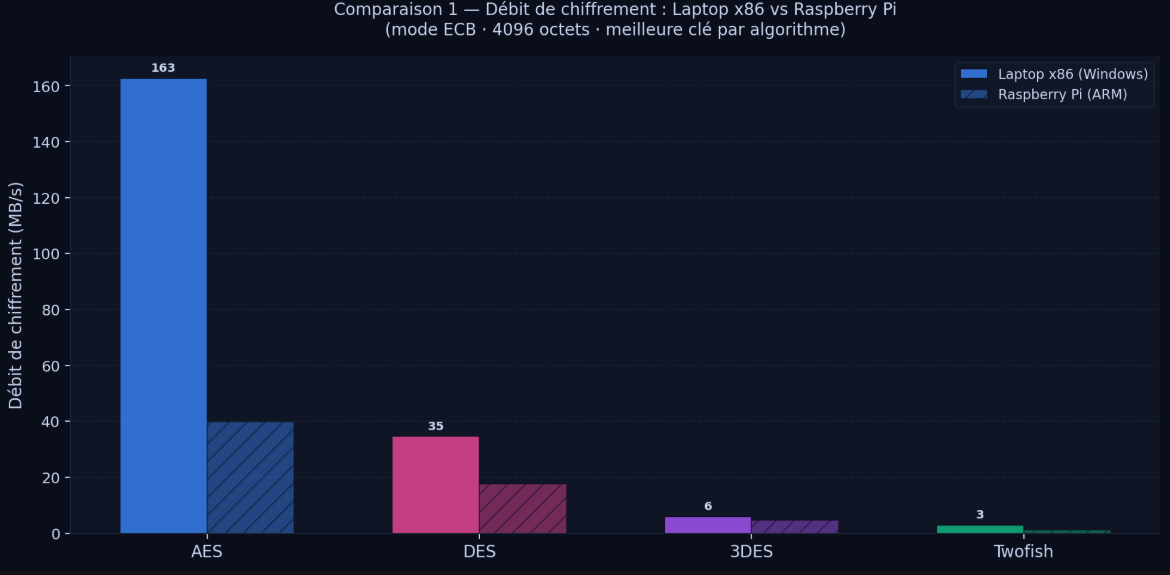 Comparaison 1 — Débit de chiffrement : Laptop x86 vs Raspberry Pi
(mode ECB · 4096 octets · meilleure clé par algorithme)
Laptop x86 (Windows)
Raspberry Pi (ARM)
Débit de chiffrement (MB/s)
160
140
120
100
80
60
40
20
0
163
35
6
3
AES
DES
3DES
Twofish